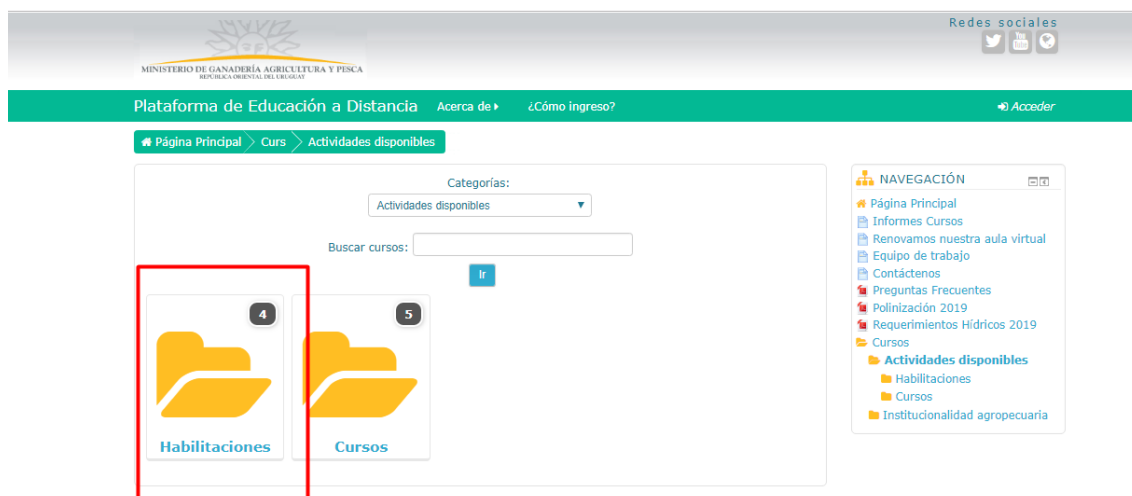 Redes sociales
You
MINISTERIO DE GANADERÍA AGRICULTURA Y PESCA
REPÚBLICA ORIENTAL DEL URUGUAY
Plataforma de Educación a Distancia Acerca de ¿Cómo ingreso? Acceder
Página Principal Curs Actividades disponibles
Categorías:
Actividades disponibles
Buscar cursos:
Ir
4
Habilitaciones
5
Cursos
NAVEGACIÓN
Página Principal
Informes Cursos
Renovamos nuestra aula virtual
Equipo de trabajo
Contáctenos
Preguntas Frecuentes
Polinización 2019
Requerimientos Hídricos 2019
Cursos
Actividades disponibles
Habilitaciones
Cursos
Institucionalidad agropecuaria